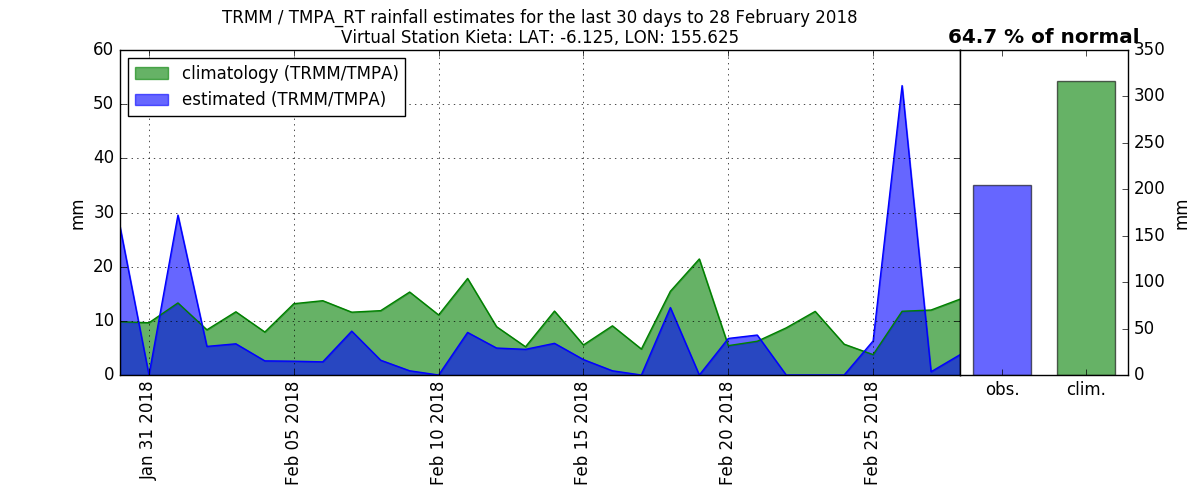 TRMM / TMPA_RT rainfall estimates for the last 30 days to 28 February 2018
Virtual Station Kieta: LAT: -6.125, LON: 155.625
64.7 % of normal
climatology (TRMM/TMPA)
estimated (TRMM/TMPA)
60
50
40
30
20
10
0
mm
Jan 31 2018
Feb 05 2018
Feb 10 2018
Feb 15 2018
Feb 20 2018
Feb 25 2018
obs.
clim.
350
300
250
200
150
100
50
0
mm